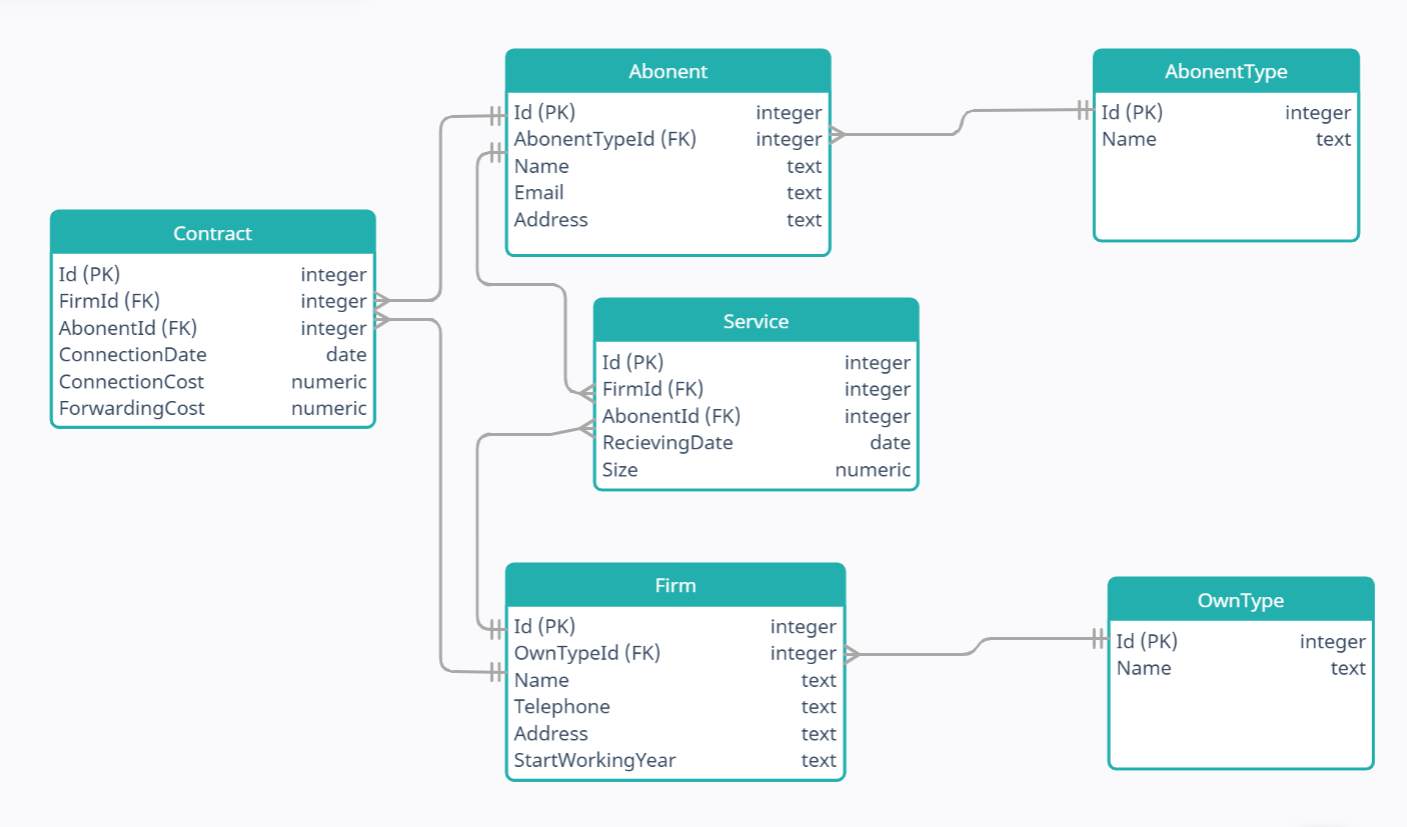 Abonent
Id (PK) integer
AbonentTypeId (FK) integer
Name text
Email text
Address text
AbonentType
Id (PK) integer
Name text
Contract
Id (PK) integer
FirmId (FK) integer
AbonentId (FK) integer
ConnectionDate date
ConnectionCost numeric
ForwardingCost numeric
Service
Id (PK) integer
FirmId (FK) integer
AbonentId (FK) integer
RecievingDate date
Size numeric
Firm
Id (PK) integer
OwnTypeId (FK) integer
Name text
Telephone text
Address text
StartWorkingYear text
OwnType
Id (PK) integer
Name text